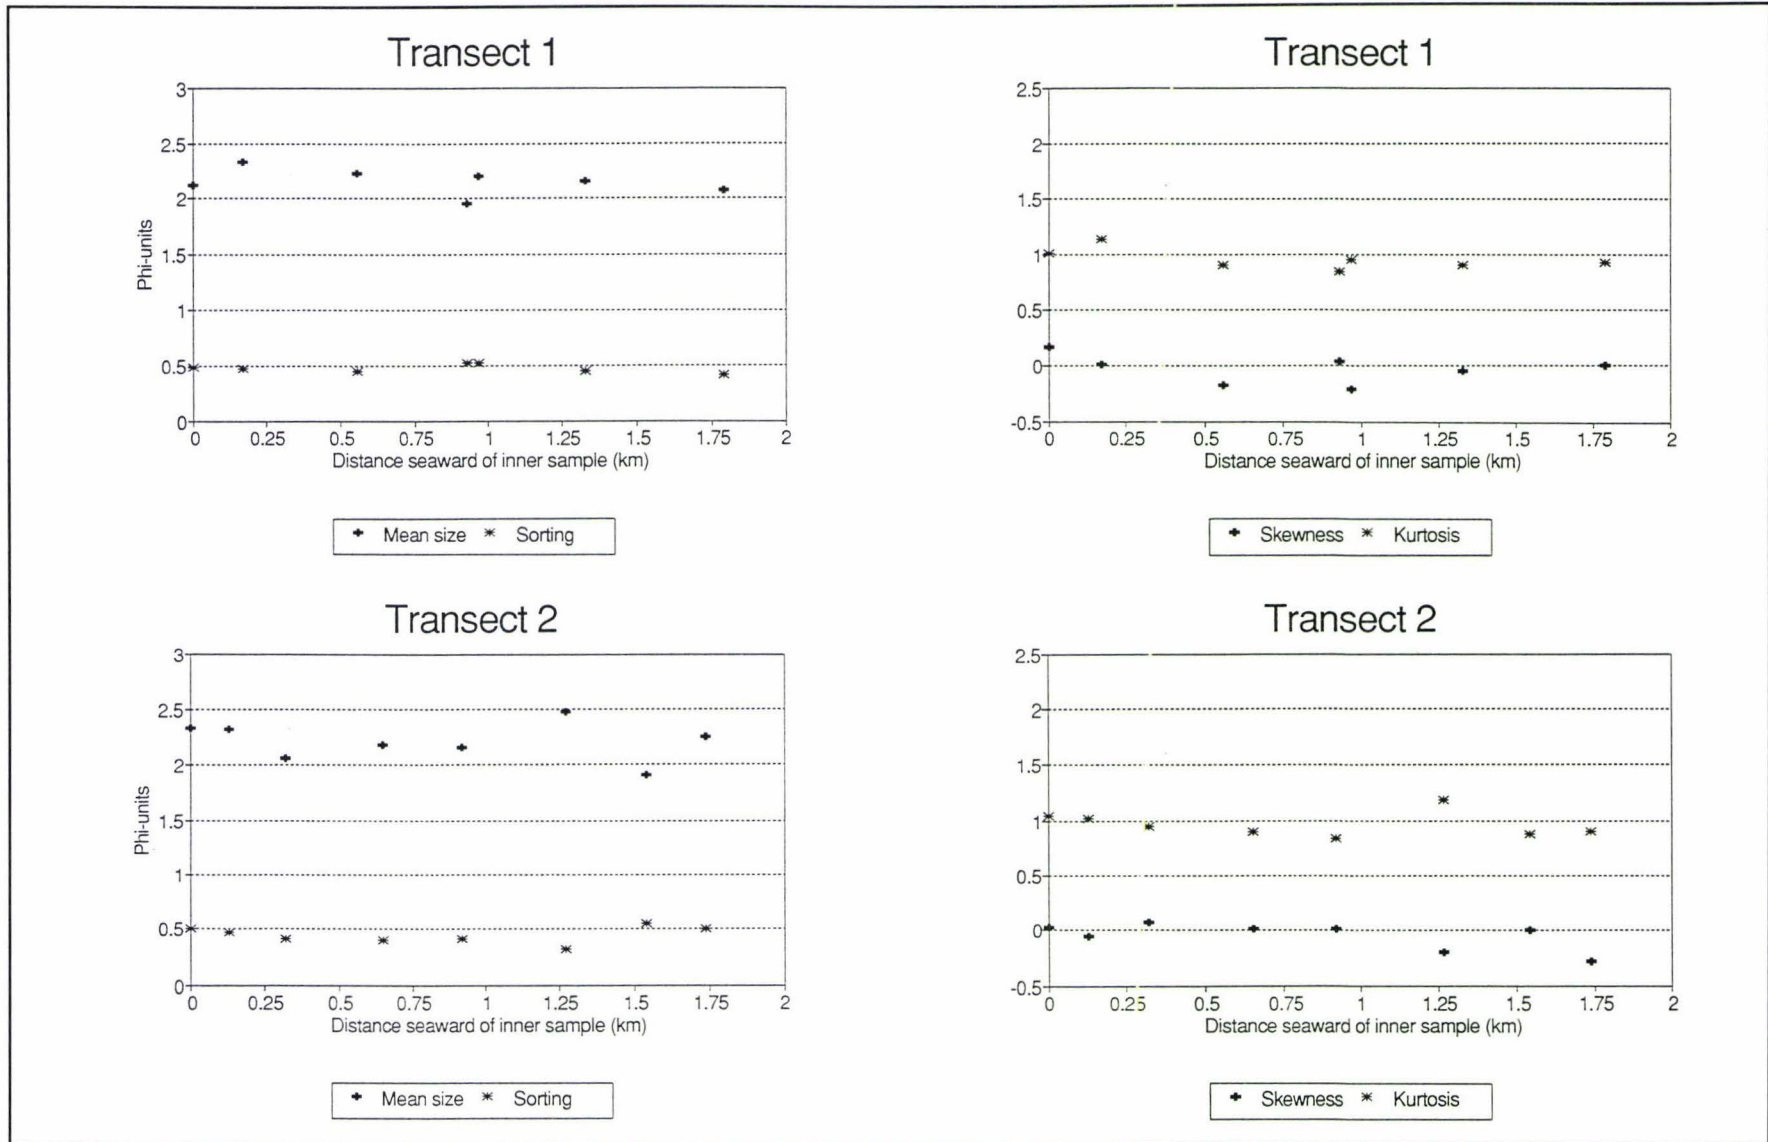 Transect 1
3
2.5
2
1.5
1
0.5
0
Phi-units
0 0.25 0.5 0.75 1 1.25 1.5 1.75 2
Distance seaward of inner sample (km)
Mean size Sorting
Transect 1
2.5
2
1.5
1
0.5
0
-0.5
0 0.25 0.5 0.75 1 1.25 1.5 1.75 2
Distance seaward of inner sample (km)
Skewness Kurtosis
Transect 2
3
2.5
2
1.5
1
0.5
0
Phi-units
0 0.25 0.5 0.75 1 1.25 1.5 1.75 2
Distance seaward of inner sample (km)
Mean size Sorting
Transect 2
2.5
2
1.5
1
0.5
0
-0.5
0 0.25 0.5 0.75 1 1.25 1.5 1.75 2
Distance seaward of inner sample (km)
Skewness Kurtosis